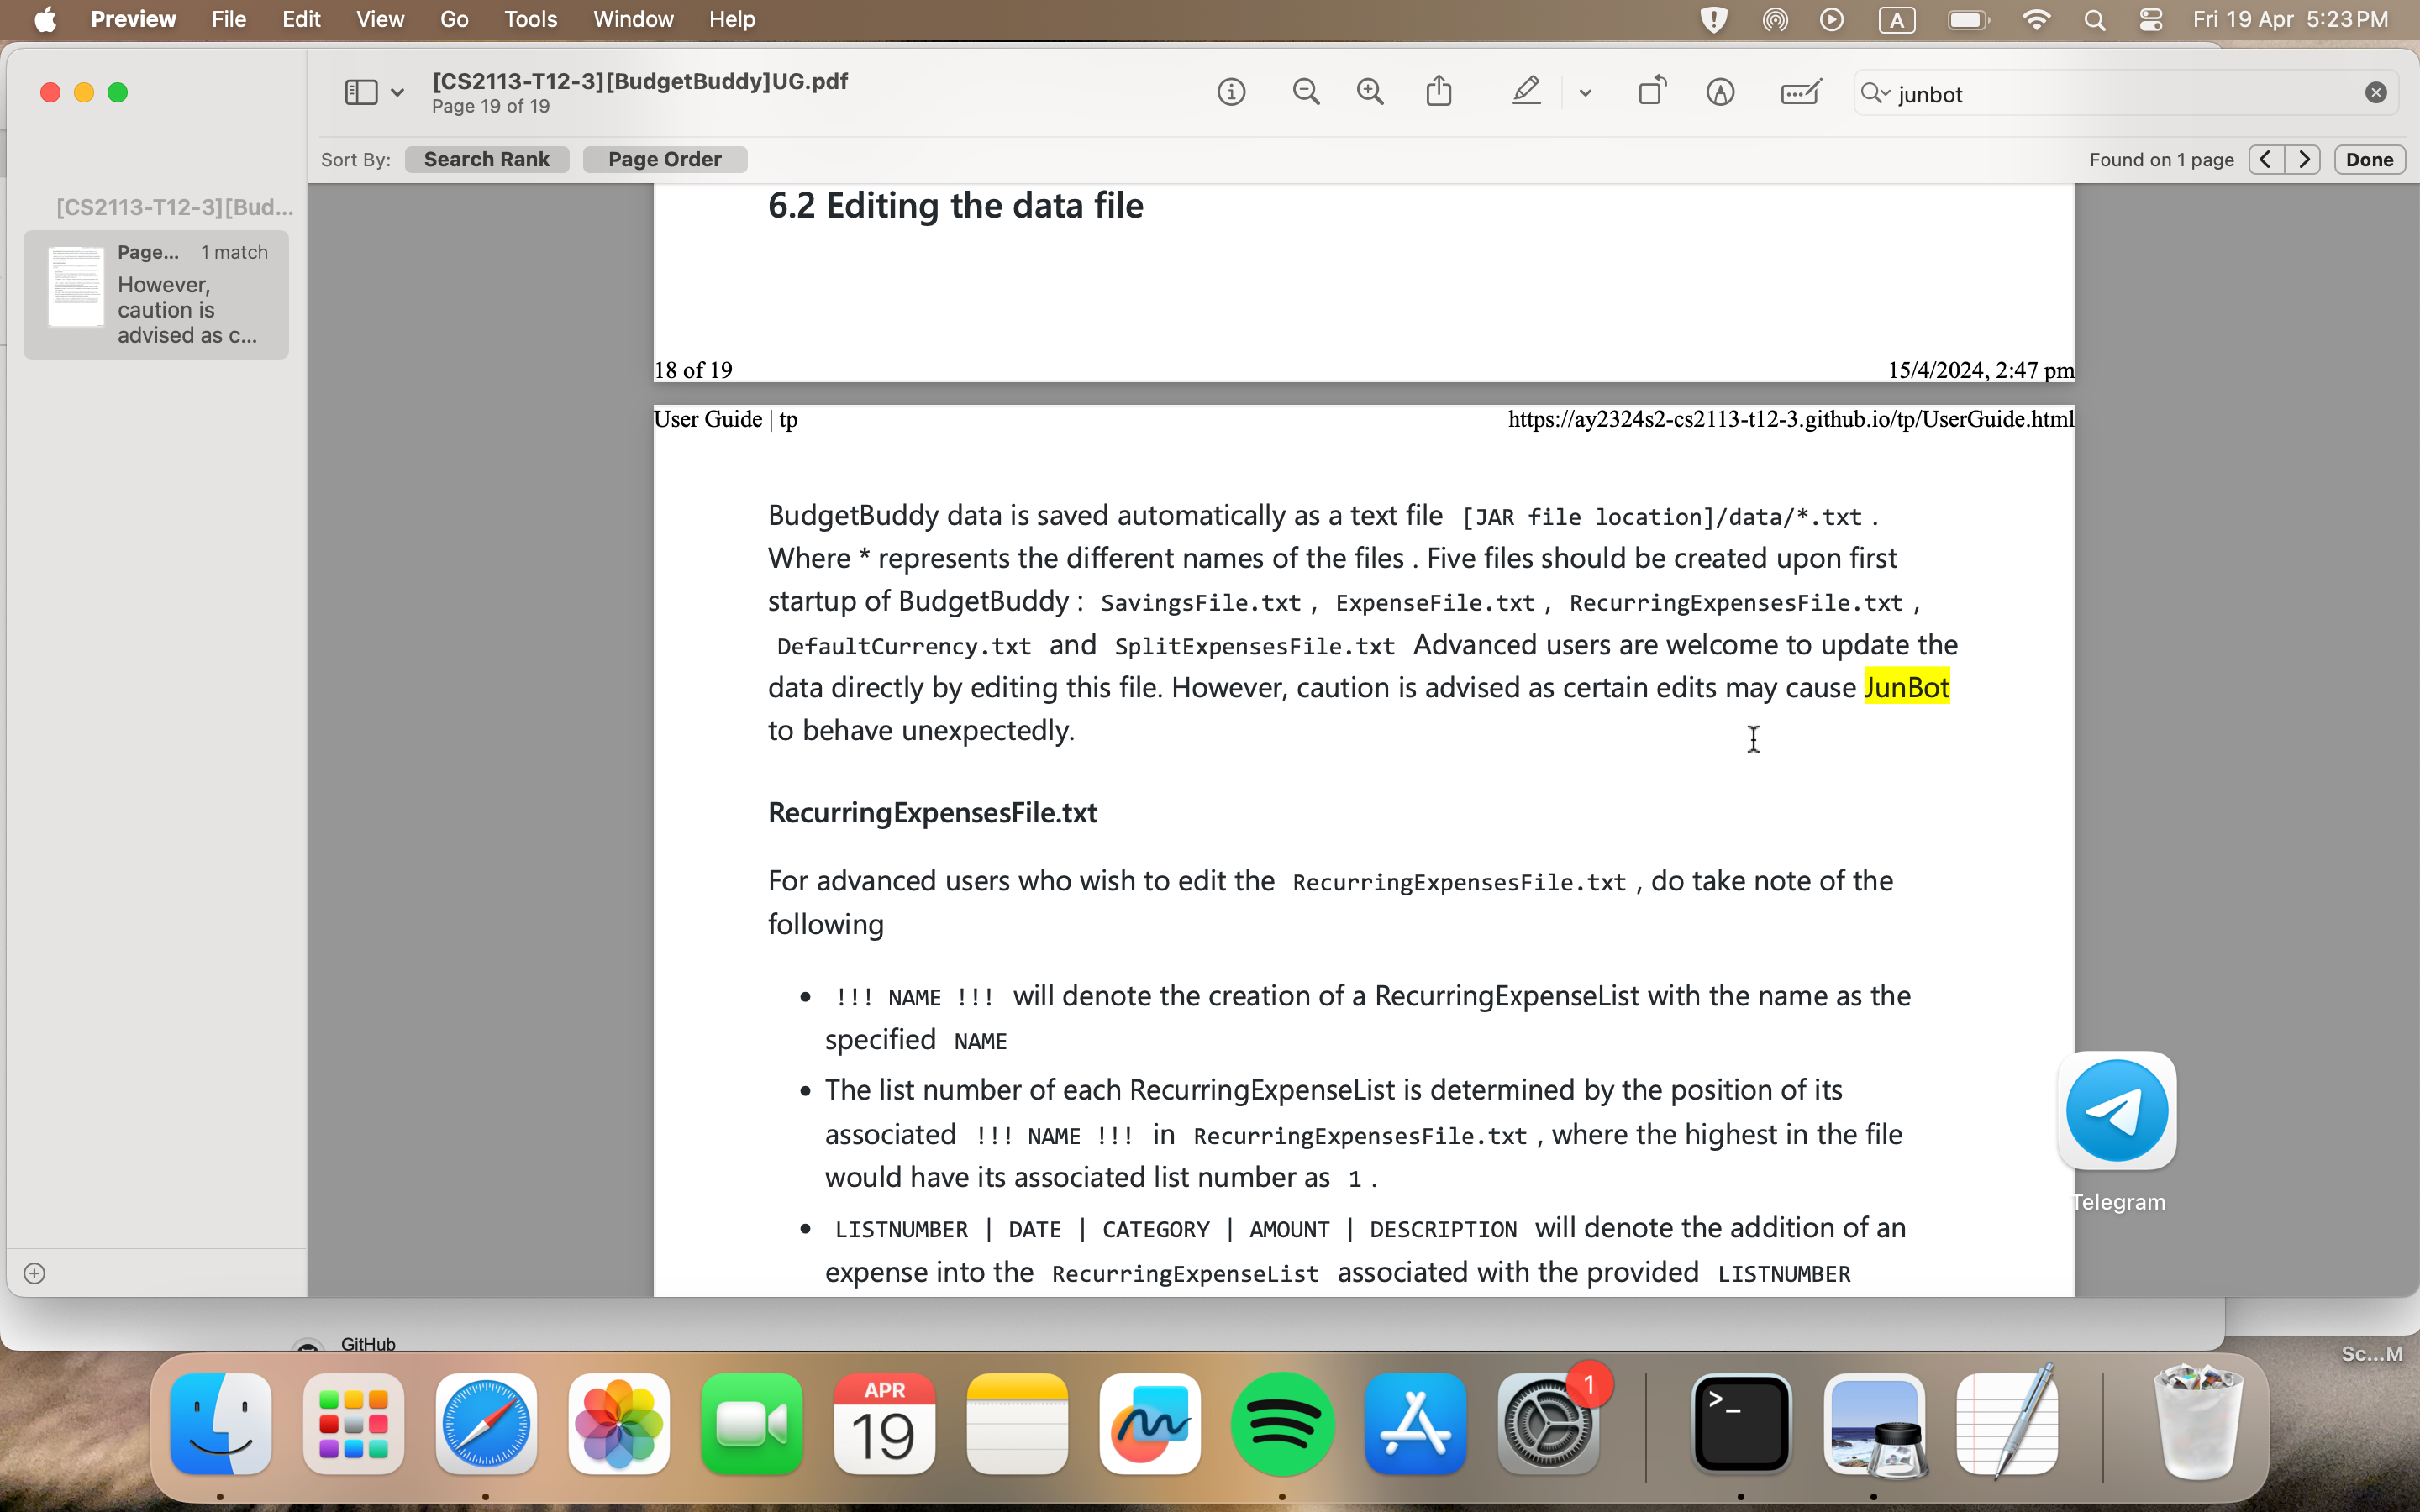 Preview File Edit View Go Tools Window Help
A
Fri 19 Apr 5:23 PM
[CS2113-T12-3][BudgetBuddy]UG.pdf
Page 19 of 19
junbot
Sort By: Search Rank Page Order
Found on 1 page
Done
[CS2113-T12-3][Bud...
Page... 1 match
However,
caution is
advised as c...
6.2 Editing the data file
18 of 19
15/4/2024, 2:47 pm
User Guide | tp
https://ay2324s2-cs2113-t12-3.github.io/tp/UserGuide.html
BudgetBuddy data is saved automatically as a text file [JAR file location]/data/*.txt .
Where * represents the different names of the files . Five files should be created upon first
startup of BudgetBuddy : SavingsFile.txt , ExpenseFile.txt , RecurringExpensesFile.txt ,
DefaultCurrency.txt and SplitExpensesFile.txt Advanced users are welcome to update the
data directly by editing this file. However, caution is advised as certain edits may cause JunBot
to behave unexpectedly.
RecurringExpensesFile.txt
For advanced users who wish to edit the RecurringExpensesFile.txt , do take note of the
following
• !!! NAME !!! will denote the creation of a RecurringExpenseList with the name as the
specified NAME
• The list number of each RecurringExpenseList is determined by the position of its
associated !!! NAME !!! in RecurringExpensesFile.txt , where the highest in the file
would have its associated list number as 1 .
• LISTNUMBER | DATE | CATEGORY | AMOUNT | DESCRIPTION will denote the addition of an
expense into the RecurringExpenseList associated with the provided LISTNUMBER
Telegram
GitHub
Sc...M
APR
19
1
>_